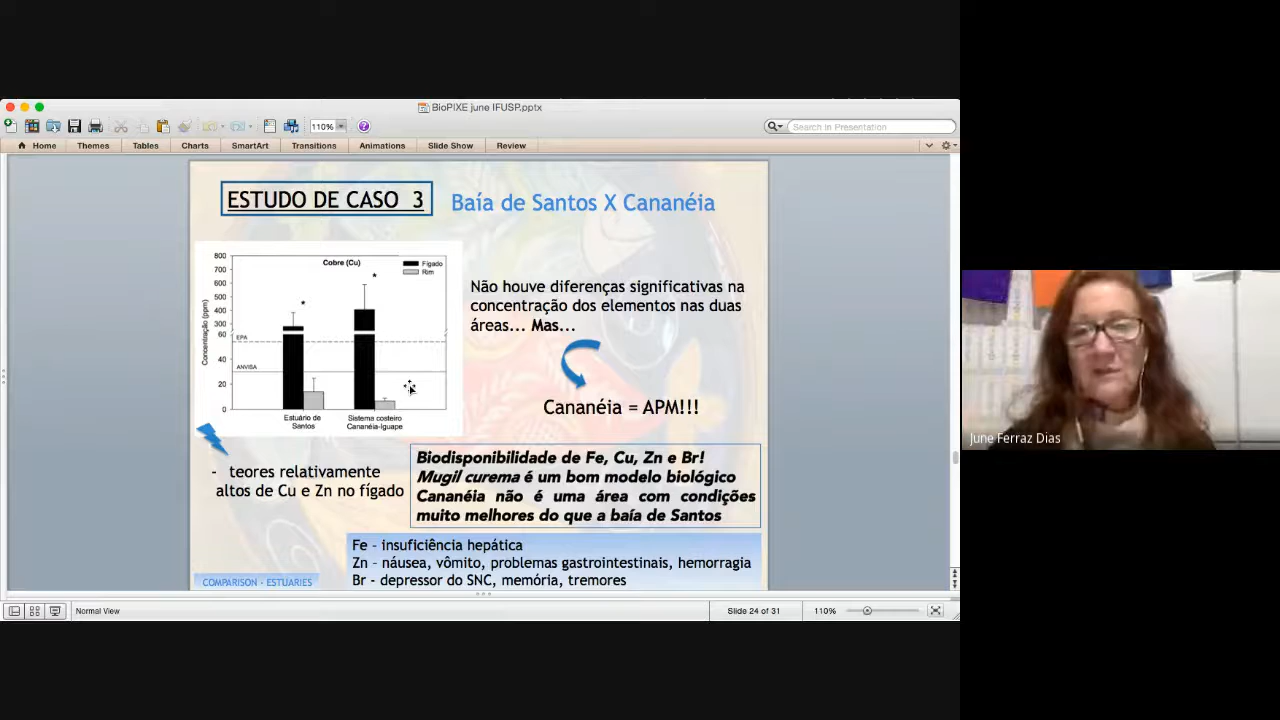 BioPIXE june IFUSP.pptx
110%
Search in Presentation
Home Themes Tables Charts SmartArt Transitions Animations Slide Show Review
ESTUDO DE CASO 3
Baía de Santos X Cananéia
Cobre (Cu)
Fígado
Rim
Concentração (ppm)
800
700
600
500
400
300
60
40
20
0
EPA
ANVISA
*
*
Estuário de
Santos
Sistema costeiro
Cananéia-Iguape
Não houve diferenças significativas na
concentração dos elementos nas duas
áreas... Mas...
Cananéia = APM!!!
- teores relativamente
altos de Cu e Zn no fígado
Biodisponibilidade de Fe, Cu, Zn e Br!
Mugil curema é um bom modelo biológico
Cananéia não é uma área com condições
muito melhores do que a baía de Santos
Fe - insuficiência hepática
Zn - náusea, vômito, problemas gastrointestinais, hemorragia
Br - depressor do SNC, memória, tremores
COMPARISON - ESTUARIES
Normal View
Slide 24 of 31
110%
June Ferraz Dias